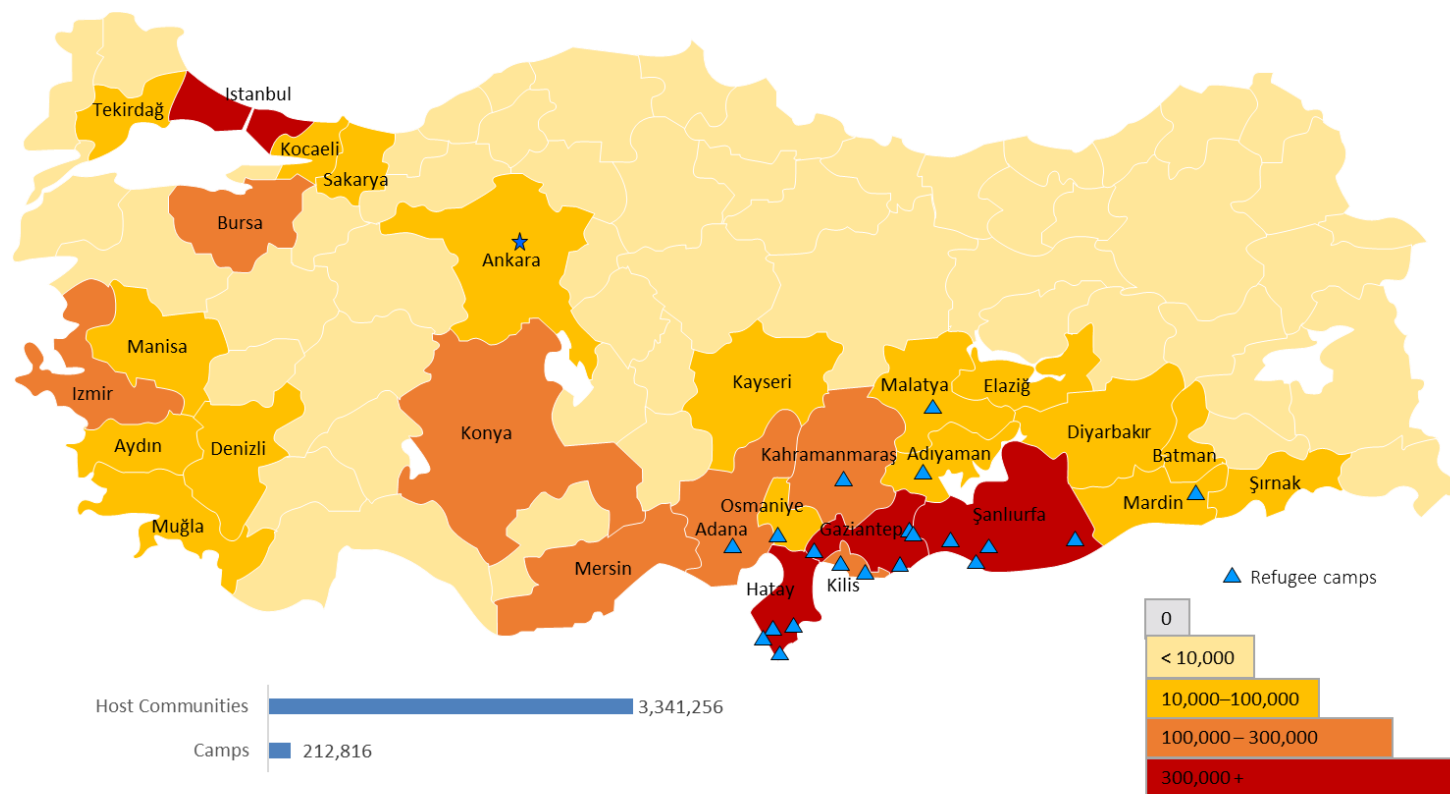 Istanbul
Tekirdağ
Kocaeli
Sakarya
Bursa
Ankara
Manisa
Izmir
Aydın
Denizli
Muğla
Konya
Kayseri
Malatya
Elaziğ
Diyarbakır
Batman
Kahramanmaraş
Adıyaman
Şırnak
Mardin
Osmaniye
Adana
Gaziantep
Şanlıurfa
Mersin
Hatay
Kilis
Refugee camps
0
< 10,000
10,000–100,000
100,000 – 300,000
300,000 +
Host Communities 3,341,256
Camps 212,816